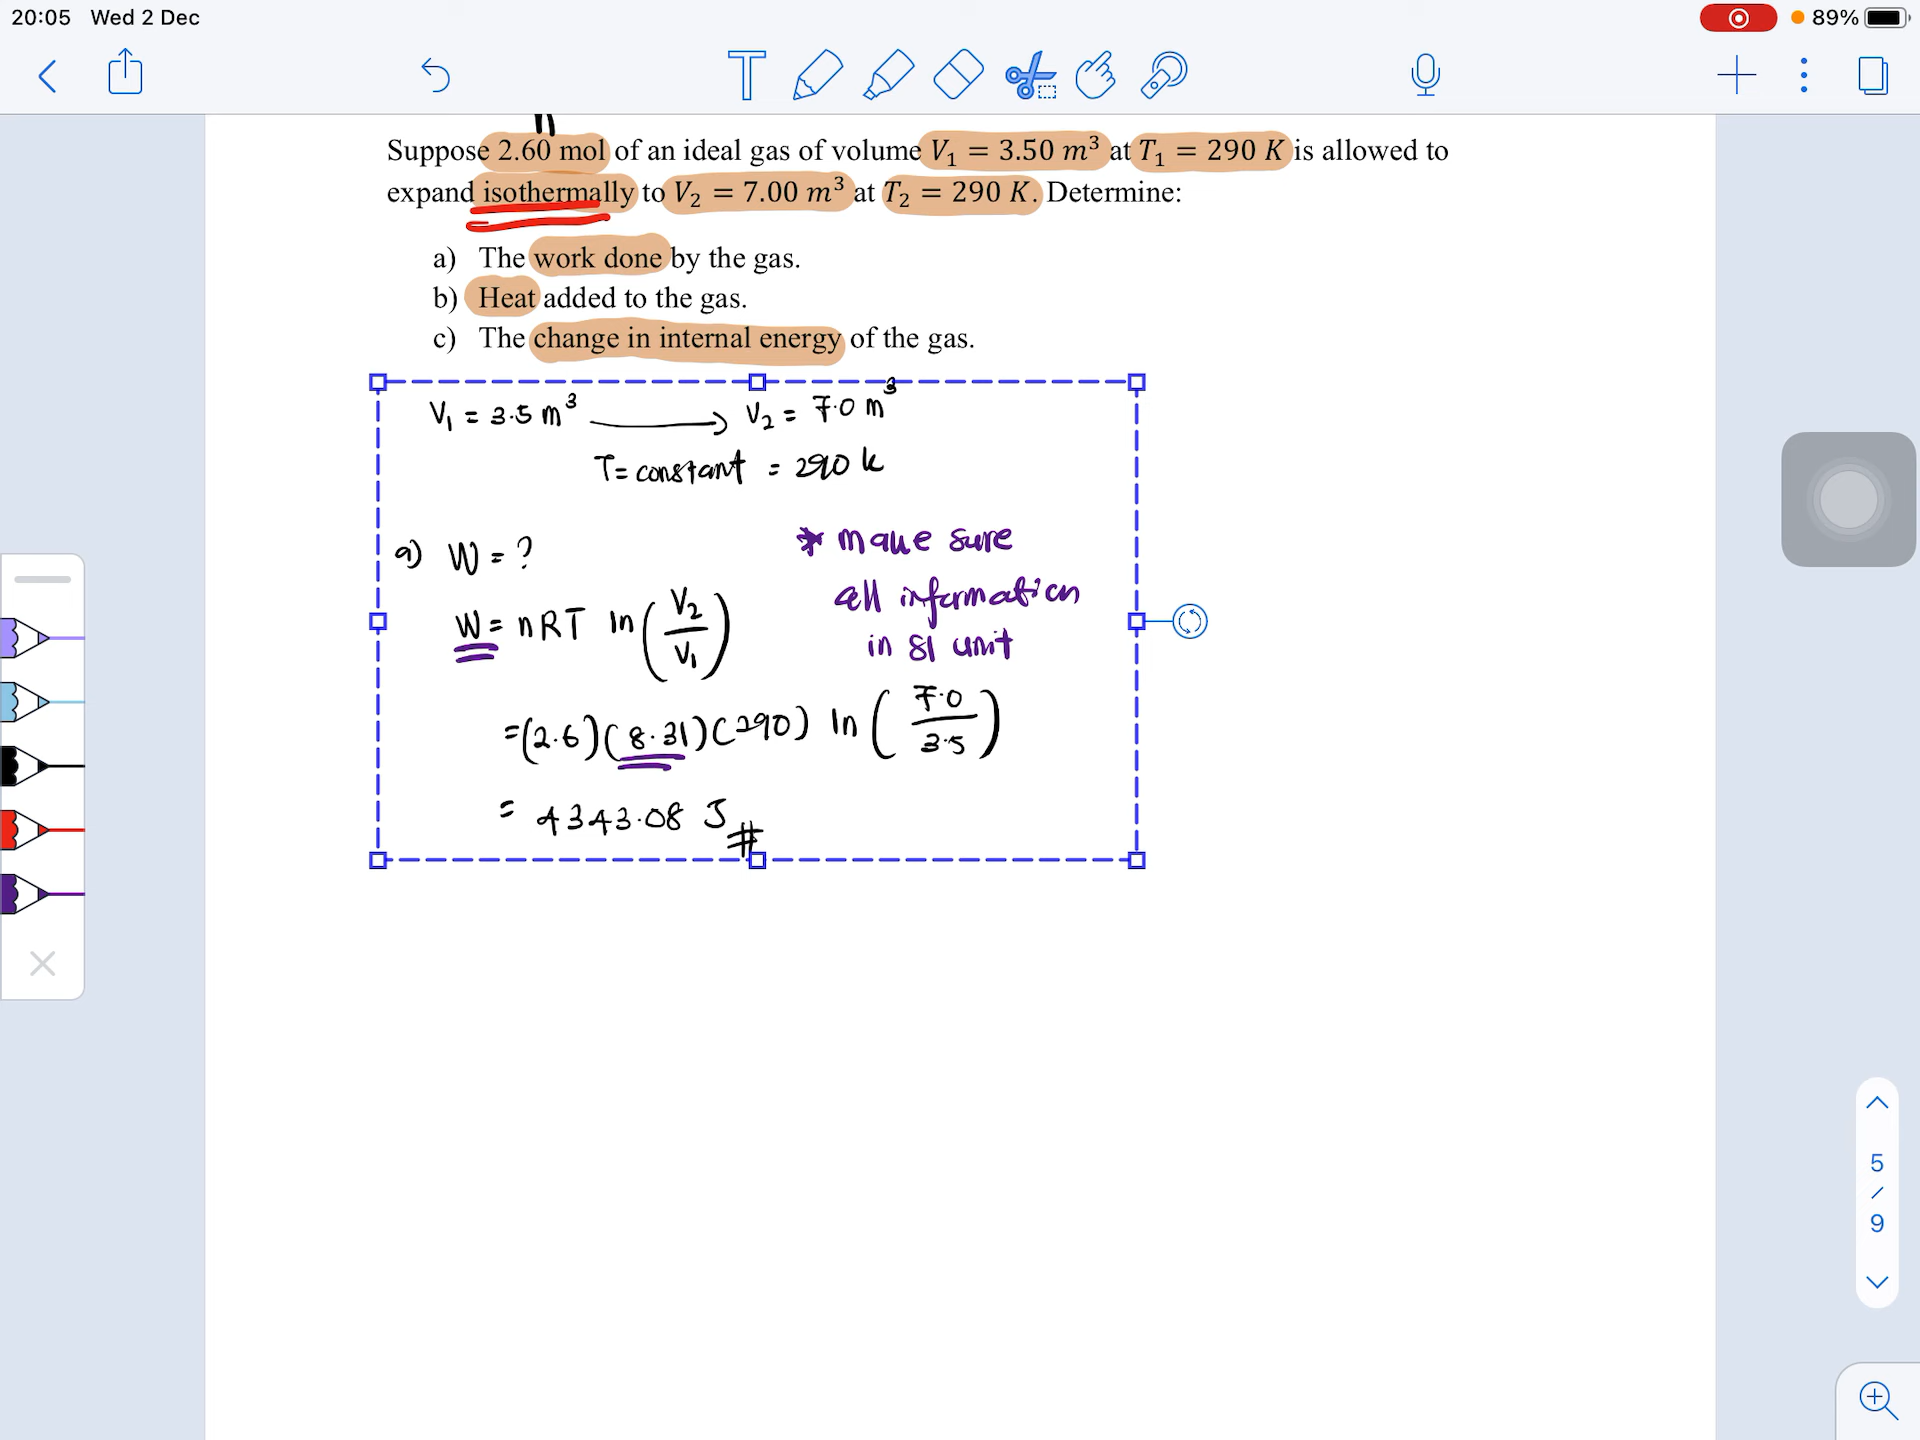 20:05 Wed 2 Dec
89%
T
n
Suppose 2.60 mol of an ideal gas of volume V₁ = 3.50 m³ at T₁ = 290 K is allowed to
expand isothermally to V₂ = 7.00 m³ at T₂ = 290 K. Determine:
a) The work done by the gas.
b) Heat added to the gas.
c) The change in internal energy of the gas.
V₁ = 3.5 m³ ⟶ V₂ = 7.0 m³
T = constant = 290 K
a) W = ?
* make sure
all information
in SI unit
W = nRT ln (V₂/V₁)
= (2.6)(8.31)(290) ln (7.0/3.5)
= 4343.08 J #
5
/
9